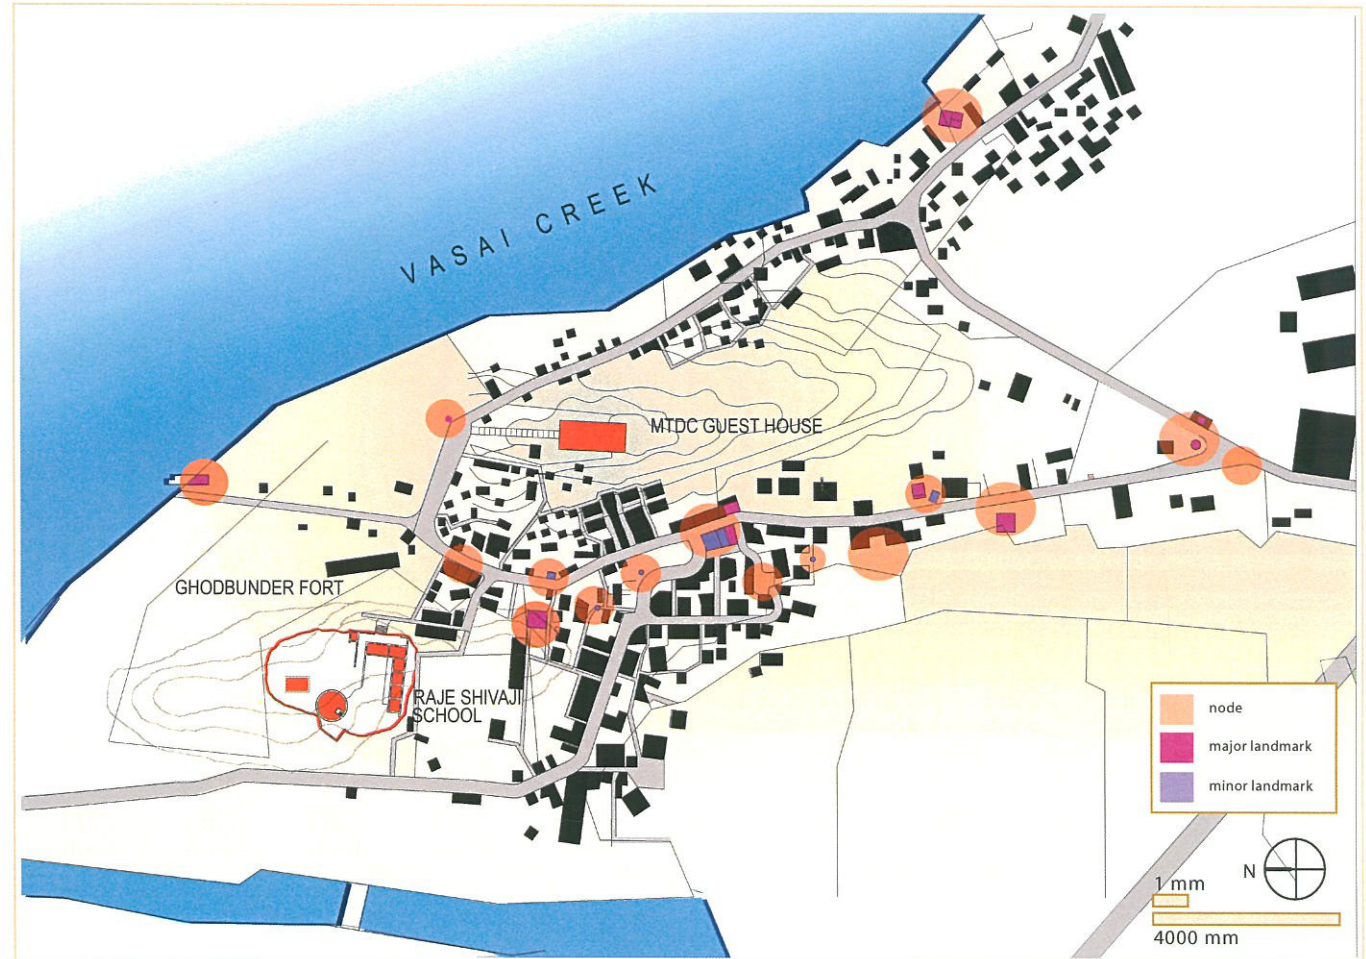 VASAI CREEK
MTDC GUEST HOUSE
GHODBUNDER FORT
RAJE SHIVAJI
SCHOOL
node
major landmark
minor landmark
N
1 mm
4000 mm